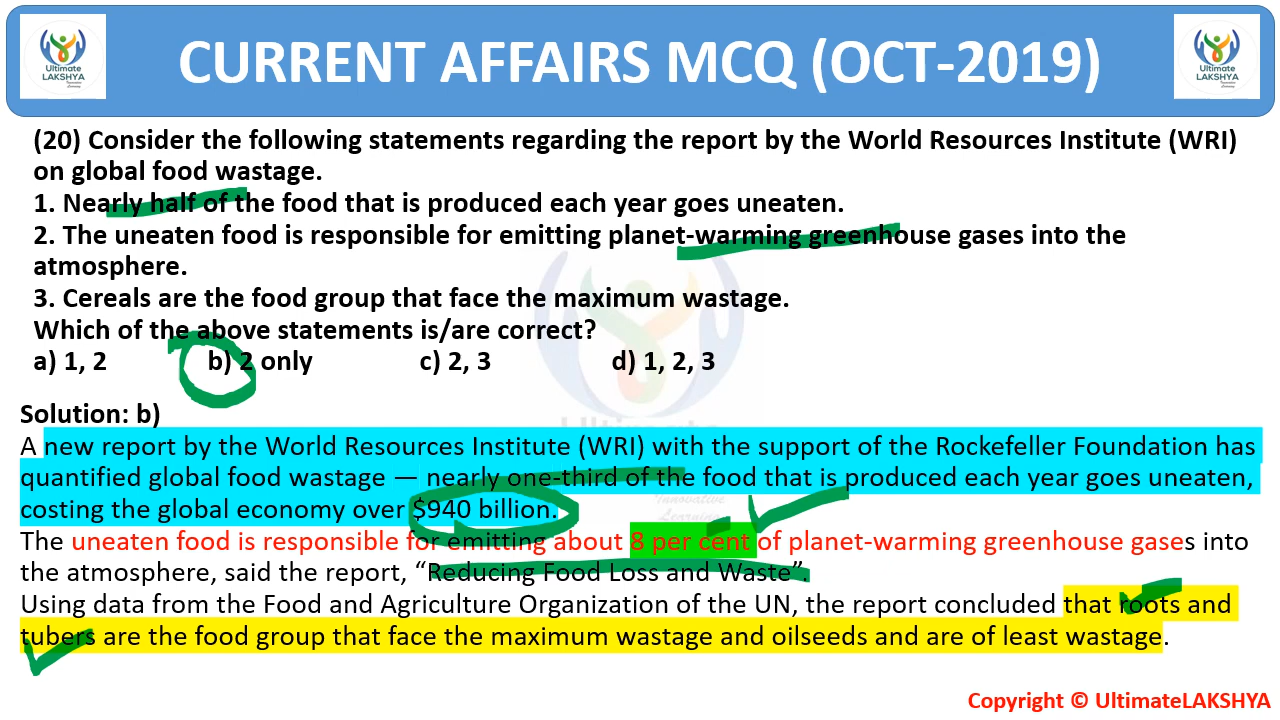 Ultimate
LAKSHYA
CURRENT AFFAIRS MCQ (OCT-2019)
Ultimate
LAKSHYA
(20) Consider the following statements regarding the report by the World Resources Institute (WRI)
on global food wastage.
1. Nearly half of the food that is produced each year goes uneaten.
2. The uneaten food is responsible for emitting planet-warming greenhouse gases into the
atmosphere.
3. Cereals are the food group that face the maximum wastage.
Which of the above statements is/are correct?
a) 1, 2 b) 2 only c) 2, 3 d) 1, 2, 3
Solution: b)
A new report by the World Resources Institute (WRI) with the support of the Rockefeller Foundation has
quantified global food wastage — nearly one-third of the food that is produced each year goes uneaten,
costing the global economy over $940 billion.
Innovative
Learning
The uneaten food is responsible for emitting about 8 per cent of planet-warming greenhouse gases into
the atmosphere, said the report, “Reducing Food Loss and Waste”.
Using data from the Food and Agriculture Organization of the UN, the report concluded that roots and
tubers are the food group that face the maximum wastage and oilseeds and are of least wastage.
Copyright © UltimateLAKSHYA